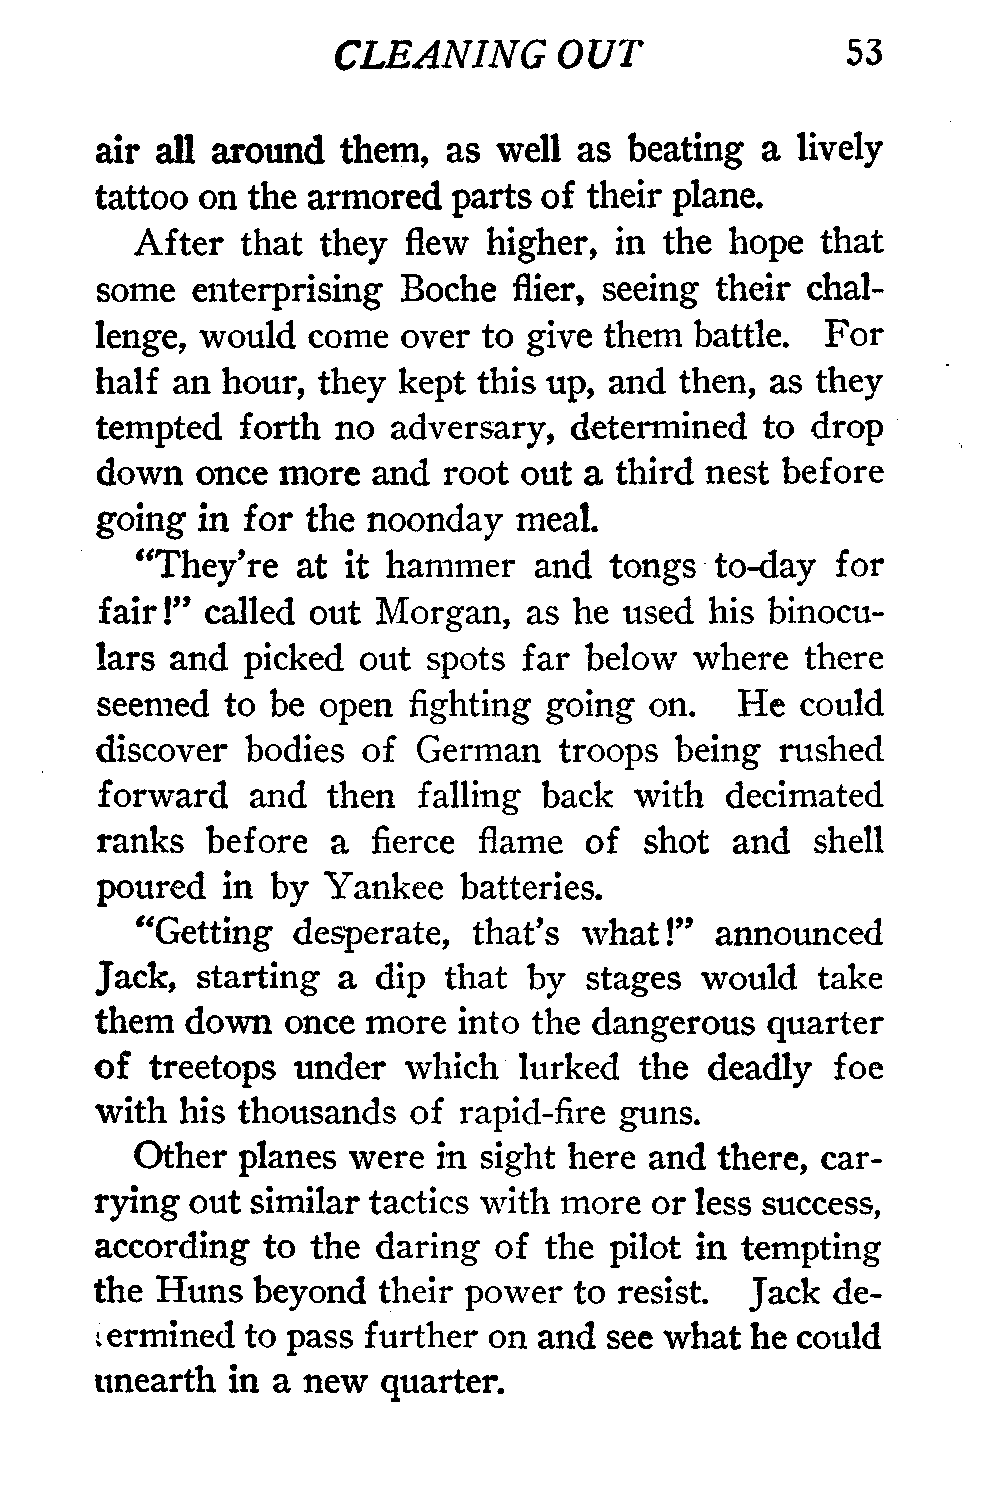 CLEANING OUT 53
air all around them, as well as beating a lively
tattoo on the armored parts of their plane.
After that they flew higher, in the hope that
some enterprising Boche flier, seeing their chal-
lenge, would come over to give them battle. For
half an hour, they kept this up, and then, as they
tempted forth no adversary, determined to drop
down once more and root out a third nest before
going in for the noonday meal.
"They're at it hammer and tongs to-day for
fair!" called out Morgan, as he used his binocu-
lars and picked out spots far below where there
seemed to be open fighting going on. He could
discover bodies of German troops being rushed
forward and then falling back with decimated
ranks before a fierce flame of shot and shell
poured in by Yankee batteries.
"Getting desperate, that's what!" announced
Jack, starting a dip that by stages would take
them down once more into the dangerous quarter
of treetops under which lurked the deadly foe
with his thousands of rapid-fire guns.
Other planes were in sight here and there, car-
rying out similar tactics with more or less success,
according to the daring of the pilot in tempting
the Huns beyond their power to resist. Jack de-
termined to pass further on and see what he could
unearth in a new quarter.